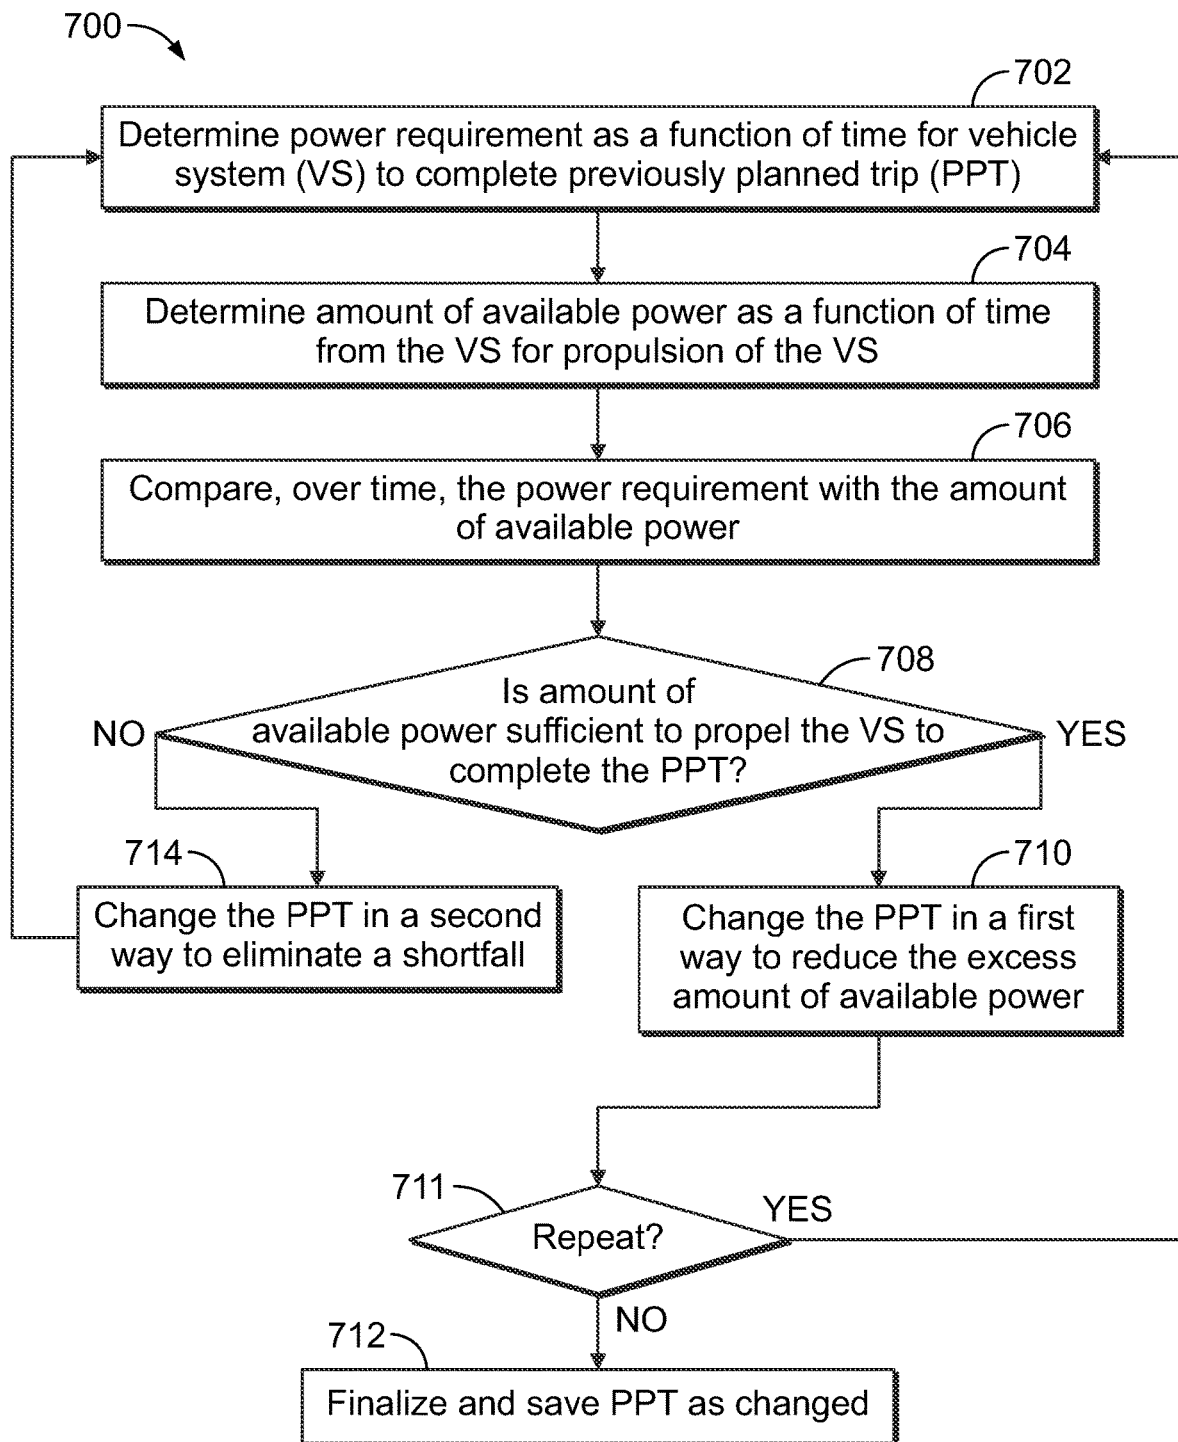 700
702
Determine power requirement as a function of time for vehicle
system (VS) to complete previously planned trip (PPT)
704
Determine amount of available power as a function of time
from the VS for propulsion of the VS
706
Compare, over time, the power requirement with the amount
of available power
708
Is amount of
available power sufficient to propel the VS to
complete the PPT?
NO
YES
714
Change the PPT in a second
way to eliminate a shortfall
710
Change the PPT in a first
way to reduce the excess
amount of available power
711
Repeat?
YES
NO
712
Finalize and save PPT as changed